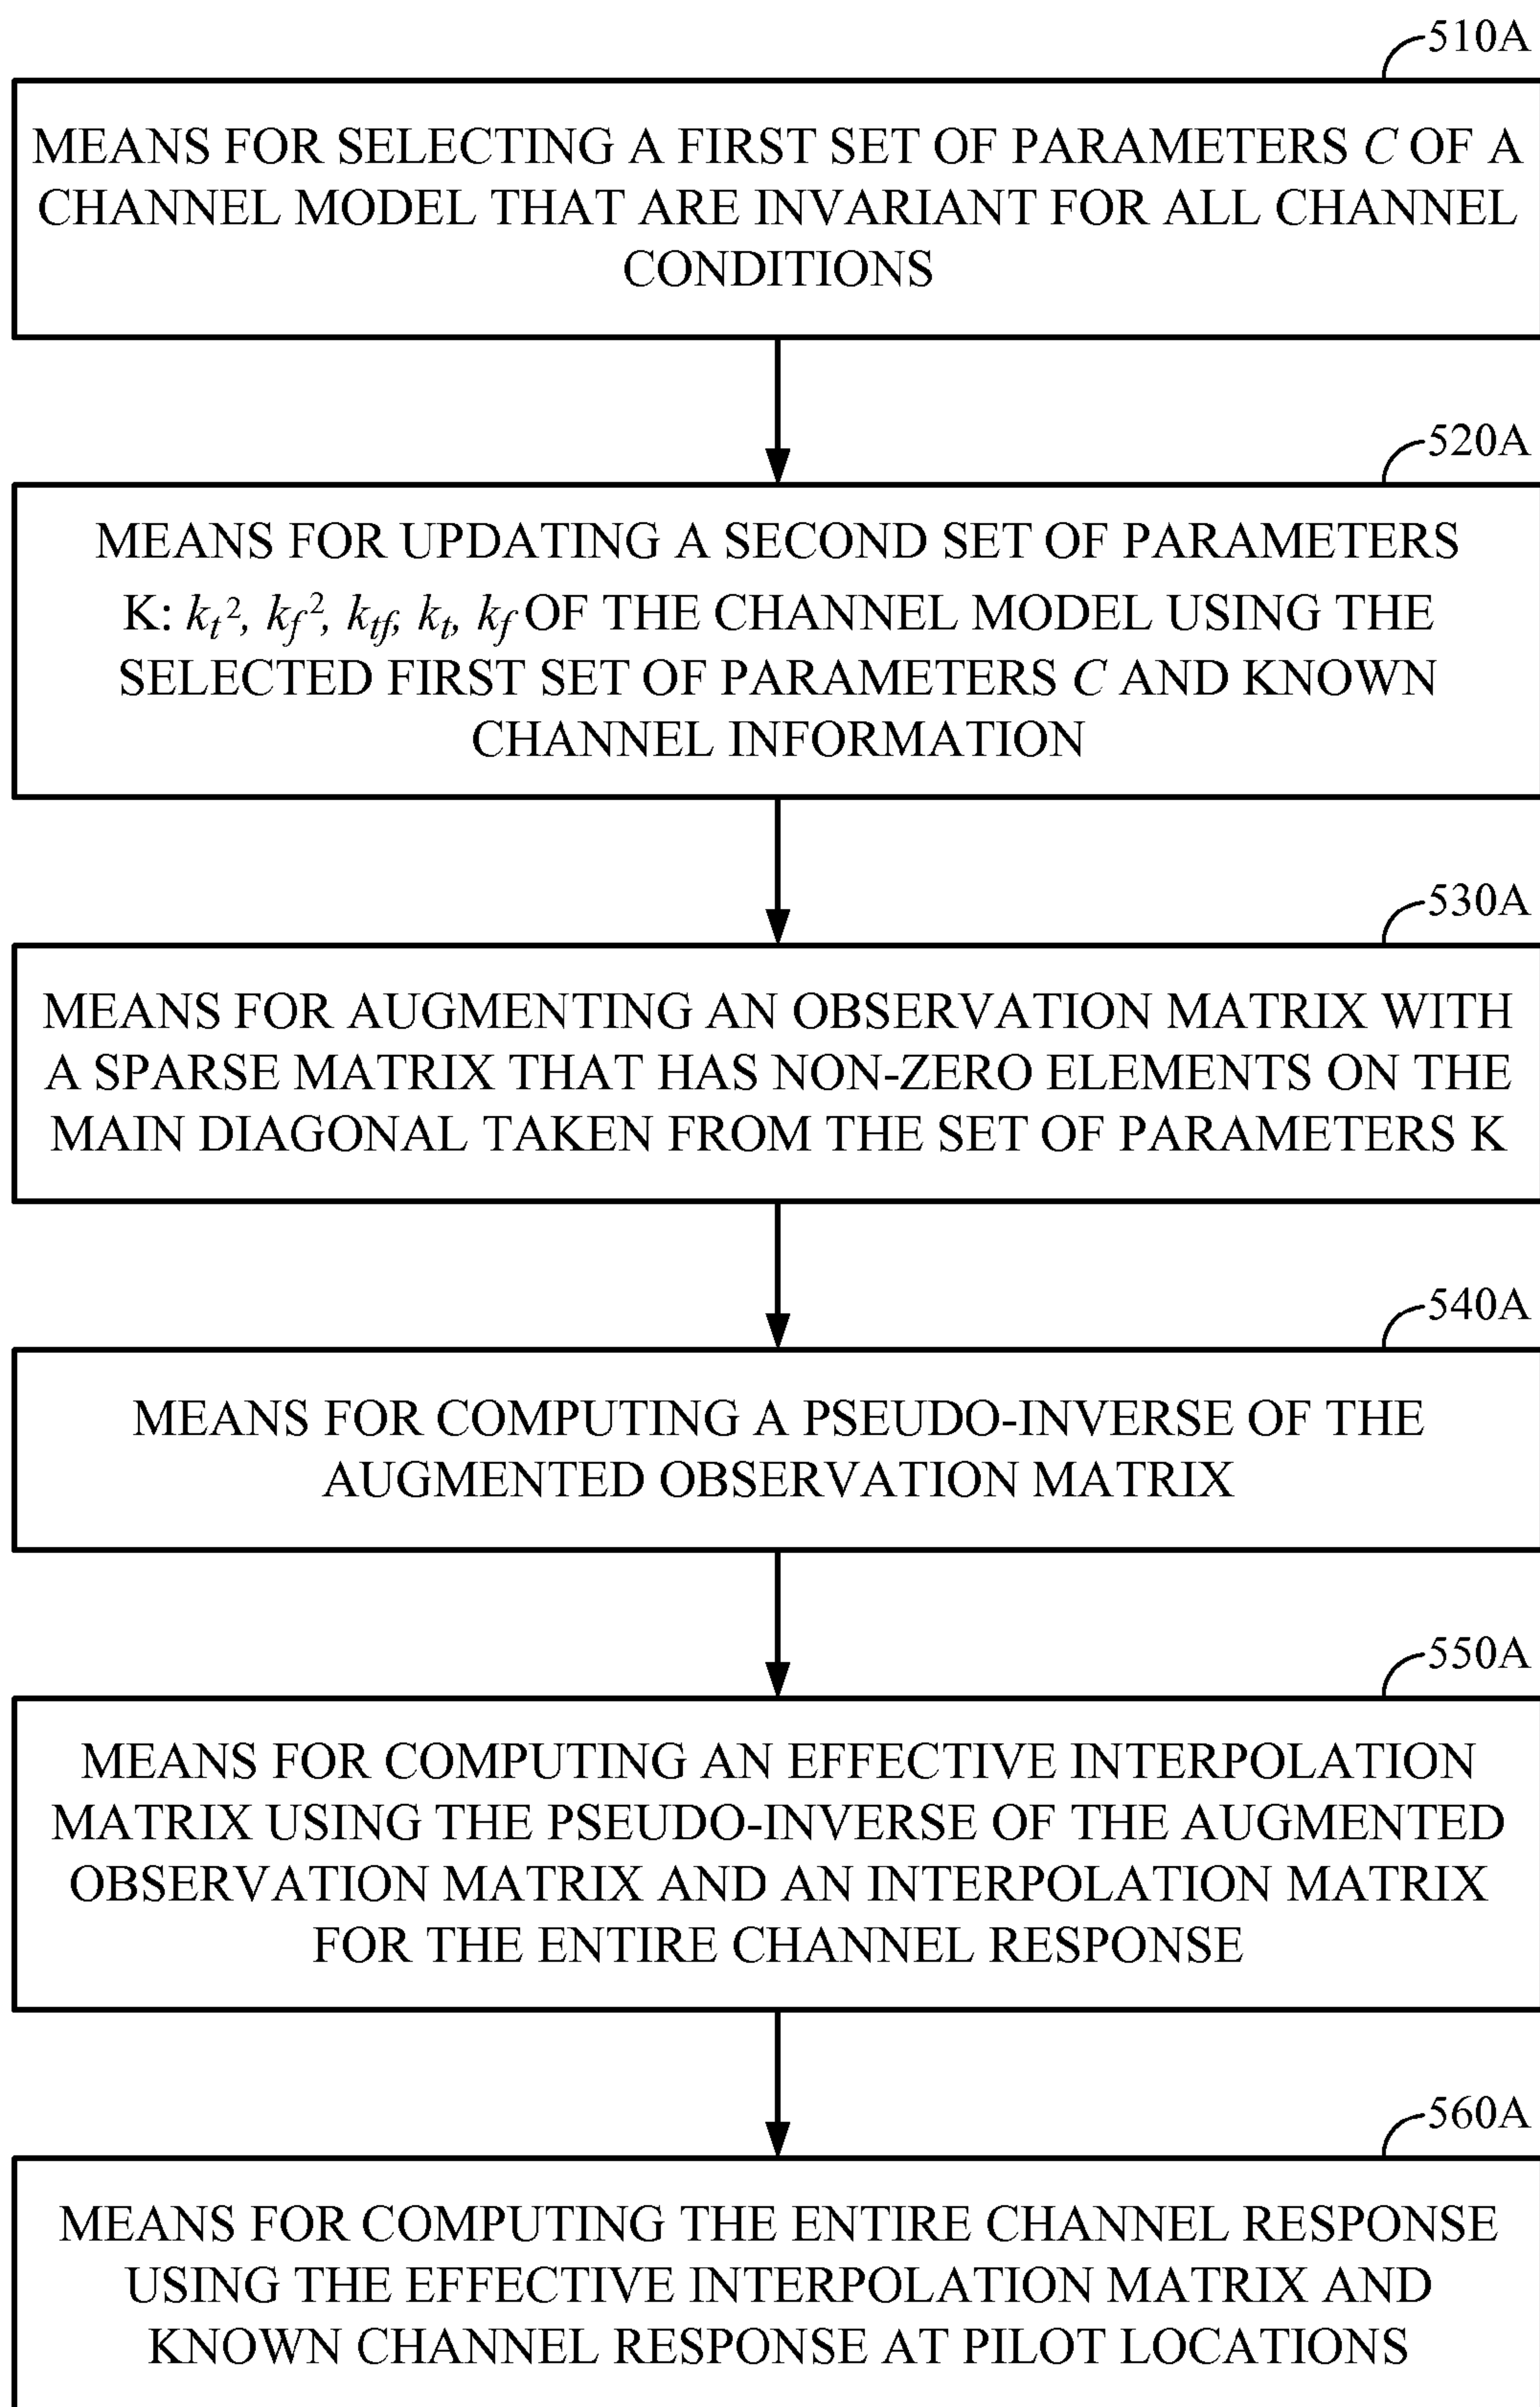 510A
MEANS FOR SELECTING A FIRST SET OF PARAMETERS C OF A
CHANNEL MODEL THAT ARE INVARIANT FOR ALL CHANNEL
CONDITIONS
520A
MEANS FOR UPDATING A SECOND SET OF PARAMETERS
K: k_t², k_f², k_tf, k_t, k_f OF THE CHANNEL MODEL USING THE
SELECTED FIRST SET OF PARAMETERS C AND KNOWN
CHANNEL INFORMATION
530A
MEANS FOR AUGMENTING AN OBSERVATION MATRIX WITH
A SPARSE MATRIX THAT HAS NON-ZERO ELEMENTS ON THE
MAIN DIAGONAL TAKEN FROM THE SET OF PARAMETERS K
540A
MEANS FOR COMPUTING A PSEUDO-INVERSE OF THE
AUGMENTED OBSERVATION MATRIX
550A
MEANS FOR COMPUTING AN EFFECTIVE INTERPOLATION
MATRIX USING THE PSEUDO-INVERSE OF THE AUGMENTED
OBSERVATION MATRIX AND AN INTERPOLATION MATRIX
FOR THE ENTIRE CHANNEL RESPONSE
560A
MEANS FOR COMPUTING THE ENTIRE CHANNEL RESPONSE
USING THE EFFECTIVE INTERPOLATION MATRIX AND
KNOWN CHANNEL RESPONSE AT PILOT LOCATIONS